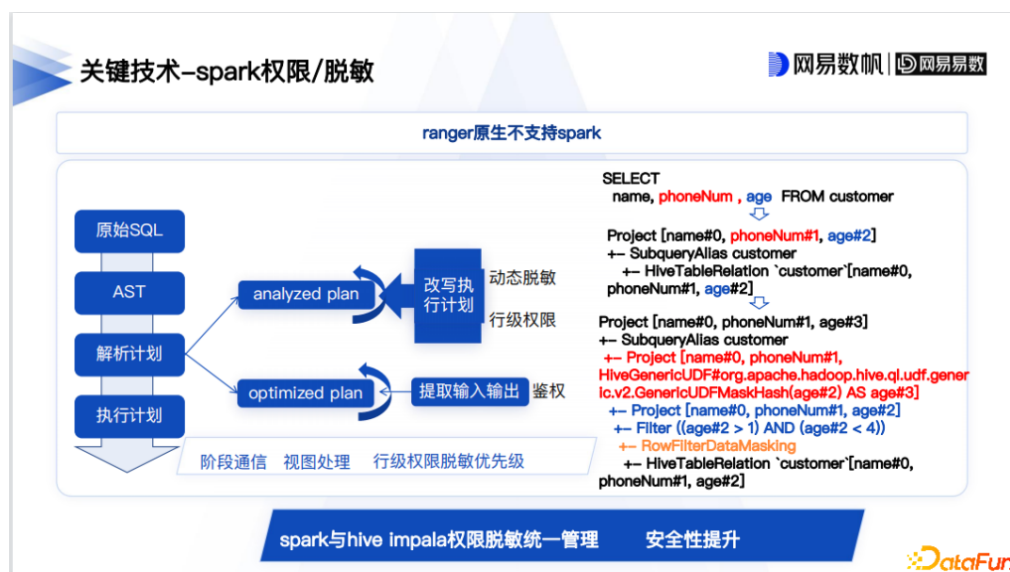 关键技术-spark权限/脱敏
网易数帆
网易易数
ranger原生不支持spark
原始SQL
AST
解析计划
执行计划
analyzed plan
改写执
行计划
动态脱敏
行级权限
optimized plan
提取输入输出
鉴权
阶段通信 视图处理 行级权限脱敏优先级
SELECT
name, phoneNum , age FROM customer
Project [name#0, phoneNum#1, age#2]
+- SubqueryAlias customer
+- HiveTableRelation `customer`[name#0,
phoneNum#1, age#2]
Project [name#0, phoneNum#1, age#3]
+- SubqueryAlias customer
+- Project [name#0, phoneNum#1,
HiveGenericUDF#org.apache.hadoop.hive.ql.udf.gener
ic.v2.GenericUDFMaskHash(age#2) AS age#3]
+- Project [name#0, phoneNum#1, age#2]
+- Filter ((age#2 > 1) AND (age#2 < 4))
+- RowFilterDataMasking
+- HiveTableRelation `customer`[name#0,
phoneNum#1, age#2]
spark与hive impala权限脱敏统一管理 安全性提升
DataFun